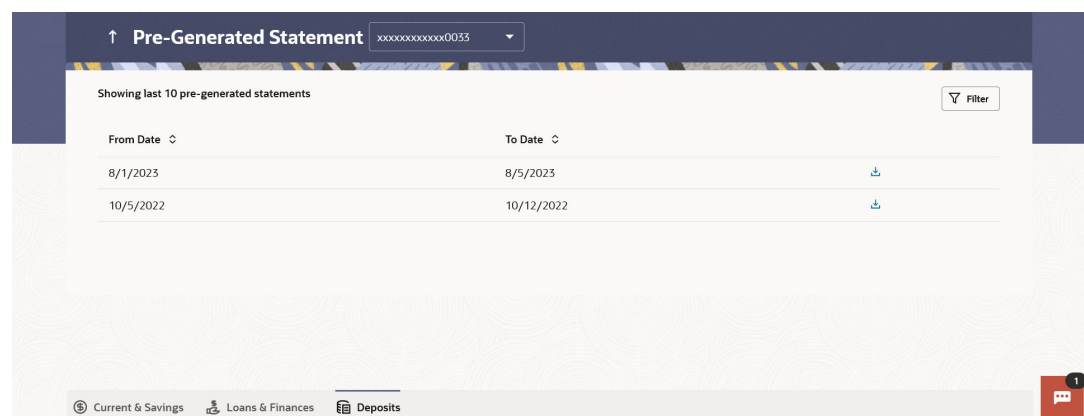 Pre-Generated Statement xxxxxxxxxxxx0033
Showing last 10 pre-generated statements
Filter
From Date To Date
8/1/2023 8/5/2023
10/5/2022 10/12/2022
1
Current & Savings Loans & Finances Deposits